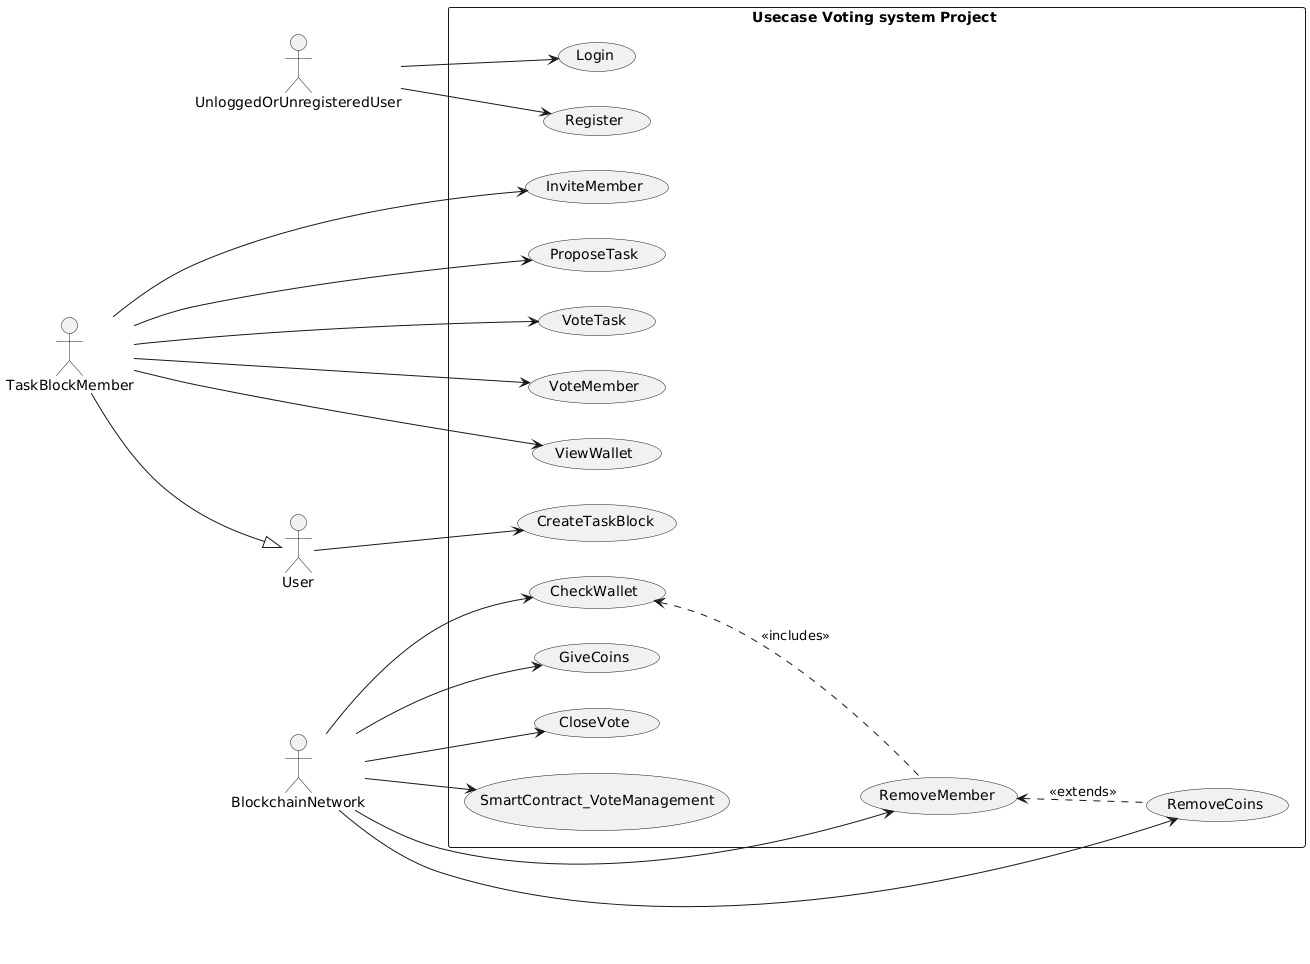 Usecase Voting system Project
Login
UnloggedOrUnregisteredUser
Register
InviteMember
ProposeTask
VoteTask
TaskBlockMember
VoteMember
ViewWallet
CreateTaskBlock
User
CheckWallet
«includes»
GiveCoins
CloseVote
BlockchainNetwork
SmartContract_VoteManagement
RemoveMember
«extends»
RemoveCoins